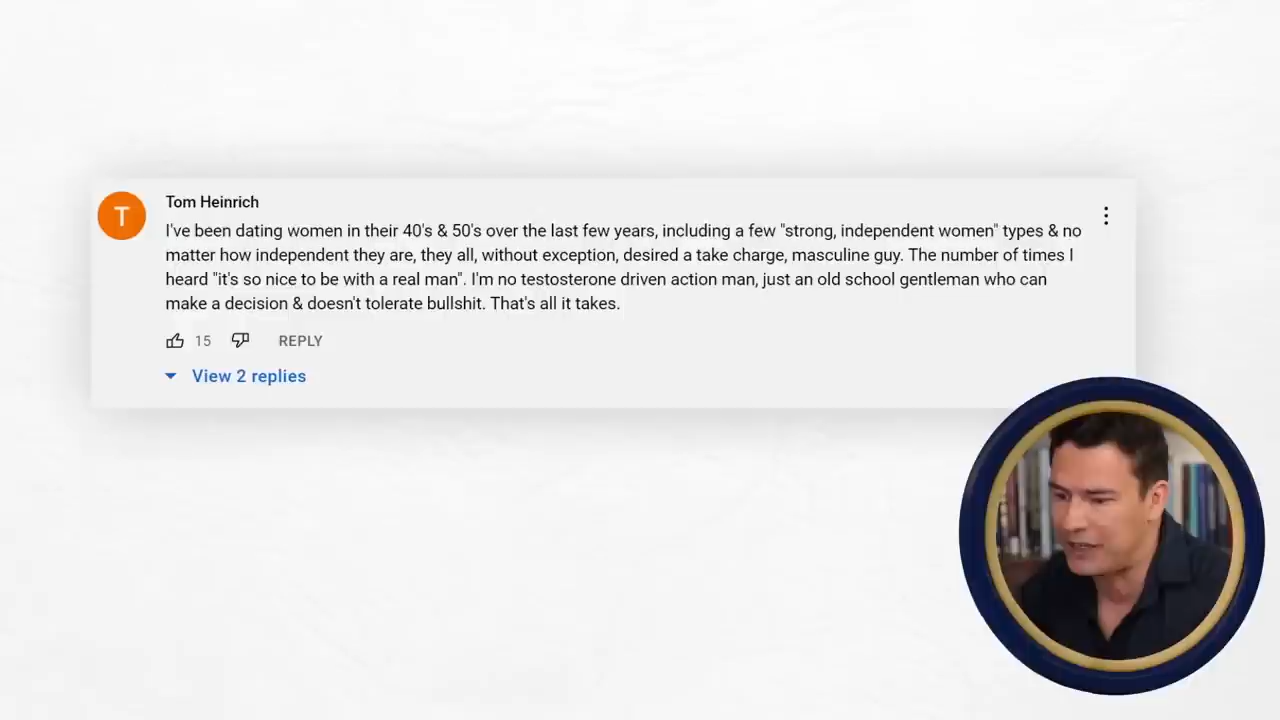 Tom Heinrich
T
I've been dating women in their 40's & 50's over the last few years, including a few "strong, independent women" types & no
matter how independent they are, they all, without exception, desired a take charge, masculine guy. The number of times I
heard "it's so nice to be with a real man". I'm no testosterone driven action man, just an old school gentleman who can
make a decision & doesn't tolerate bullshit. That's all it takes.
15
REPLY
View 2 replies